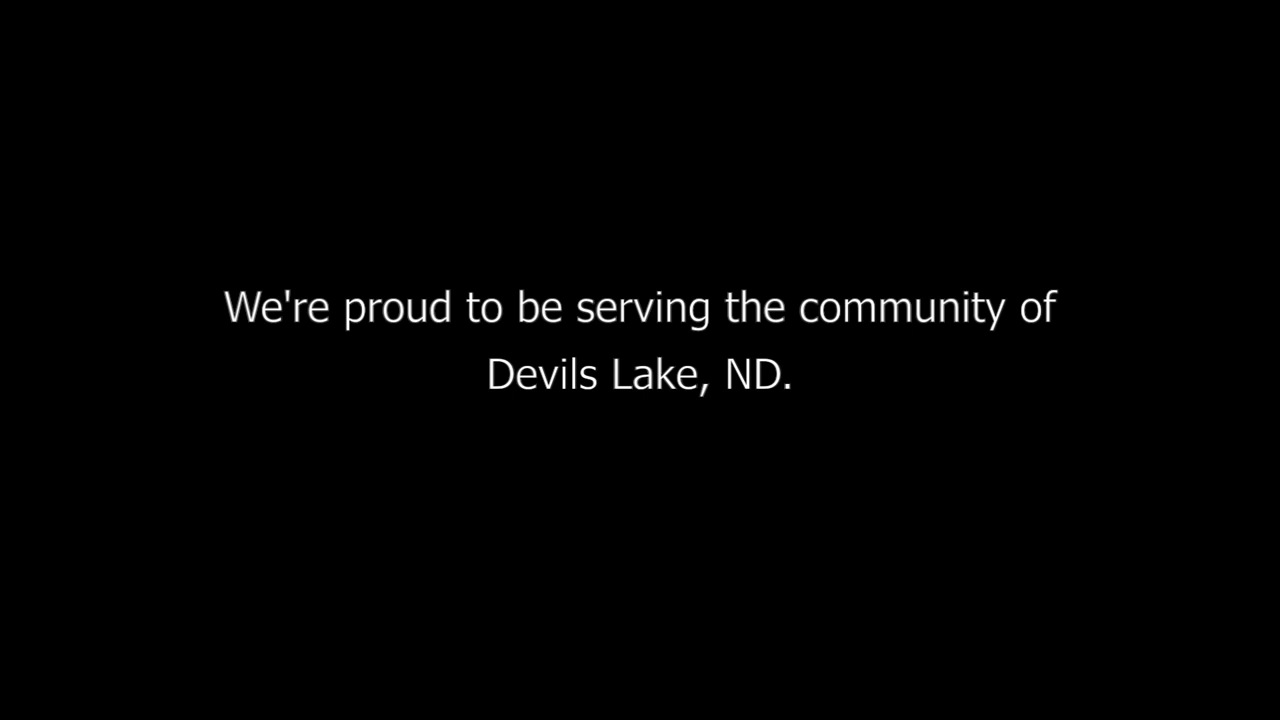 We're proud to be serving the community of
Devils Lake, ND.